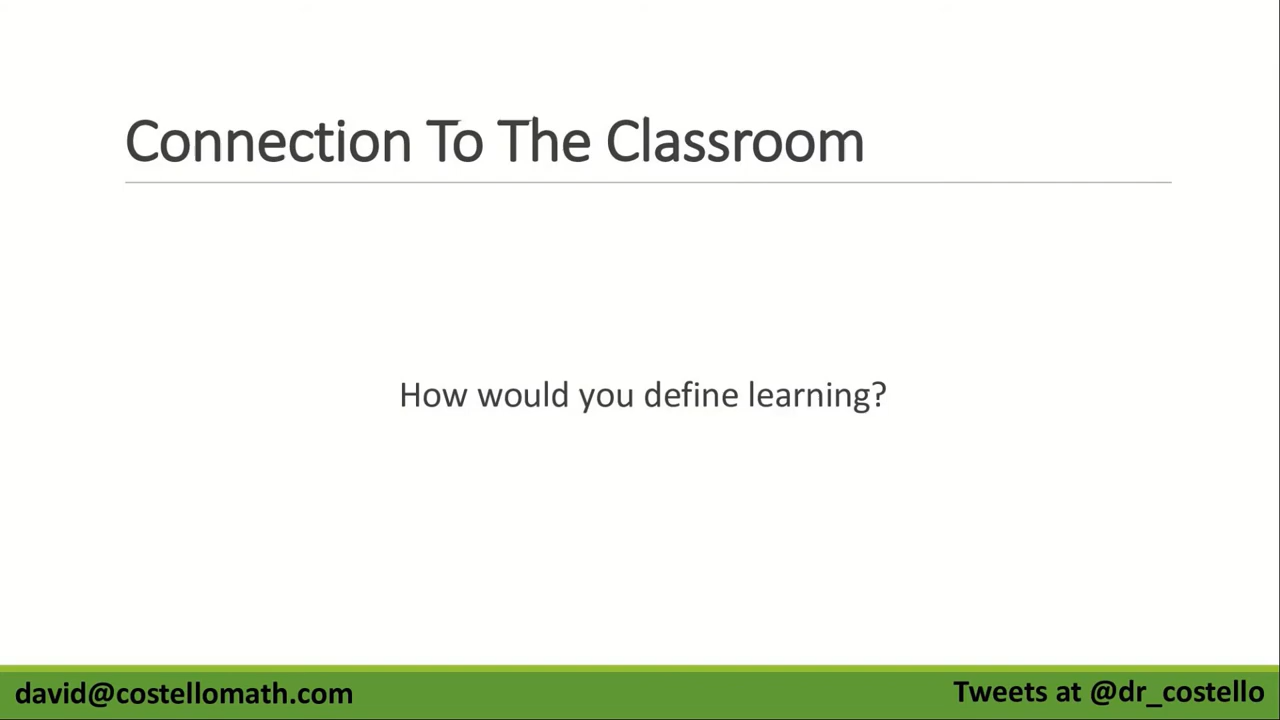 Connection To The Classroom
How would you define learning?
david@costellomath.com
Tweets at @dr_costello